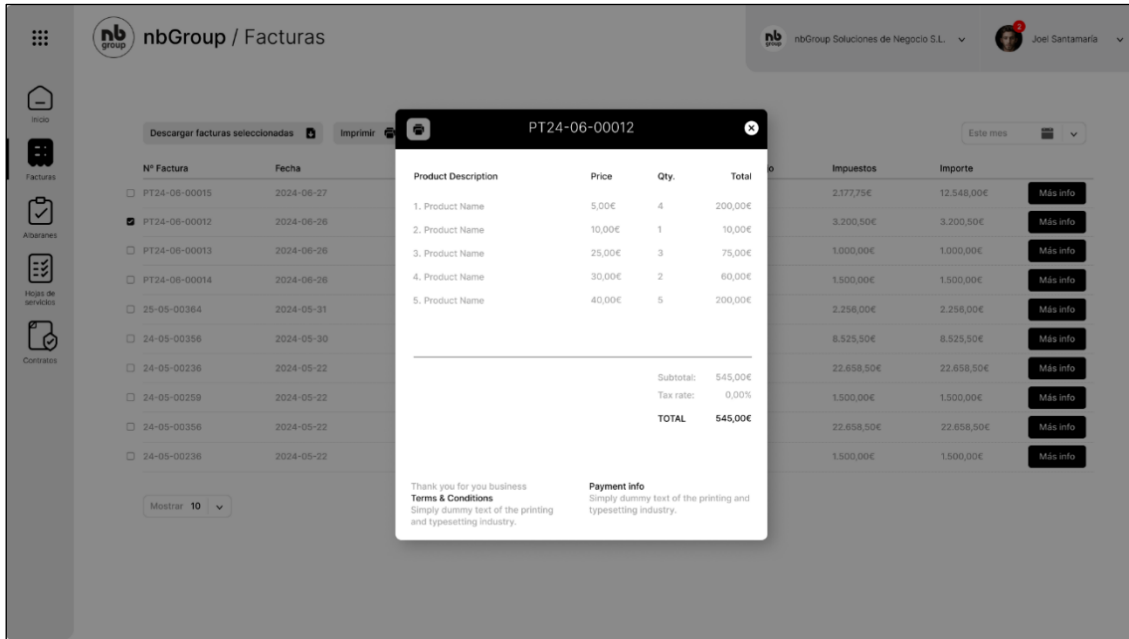 nb
group
nbGroup / Facturas
nb
group
nbGroup Soluciones de Negocio S.L.
2
Joel Santamaría
Inicio
Facturas
Albaranes
Hojas de
servicios
Contratos
Descargar facturas seleccionadas
Imprimir
Este mes
Nº Factura Fecha Impuestos Importe
PT24-06-00015 2024-06-27 2.177,75€ 12.548,00€ Más info
PT24-06-00012 2024-06-26 3.200,50€ 3.200,50€ Más info
PT24-06-00013 2024-06-26 1.000,00€ 1.000,00€ Más info
PT24-06-00014 2024-06-26 1.500,00€ 1.500,00€ Más info
25-05-00364 2024-05-31 2.258,00€ 2.258,00€ Más info
24-05-00356 2024-05-30 8.525,50€ 8.525,50€ Más info
24-05-00236 2024-05-22 22.658,50€ 22.658,50€ Más info
24-05-00259 2024-05-22 1.500,00€ 1.500,00€ Más info
24-05-00356 2024-05-22 22.658,50€ 22.658,50€ Más info
24-05-00236 2024-05-22 1.500,00€ 1.500,00€ Más info
Mostrar 10
PT24-06-00012
Product Description Price Qty. Total
1. Product Name 5,00€ 4 200,00€
2. Product Name 10,00€ 1 10,00€
3. Product Name 25,00€ 3 75,00€
4. Product Name 30,00€ 2 60,00€
5. Product Name 40,00€ 5 200,00€
Subtotal: 545,00€
Tax rate: 0,00%
TOTAL 545,00€
Thank you for you business
Terms & Conditions
Simply dummy text of the printing
and typesetting industry.
Payment info
Simply dummy text of the printing and
typesetting industry.